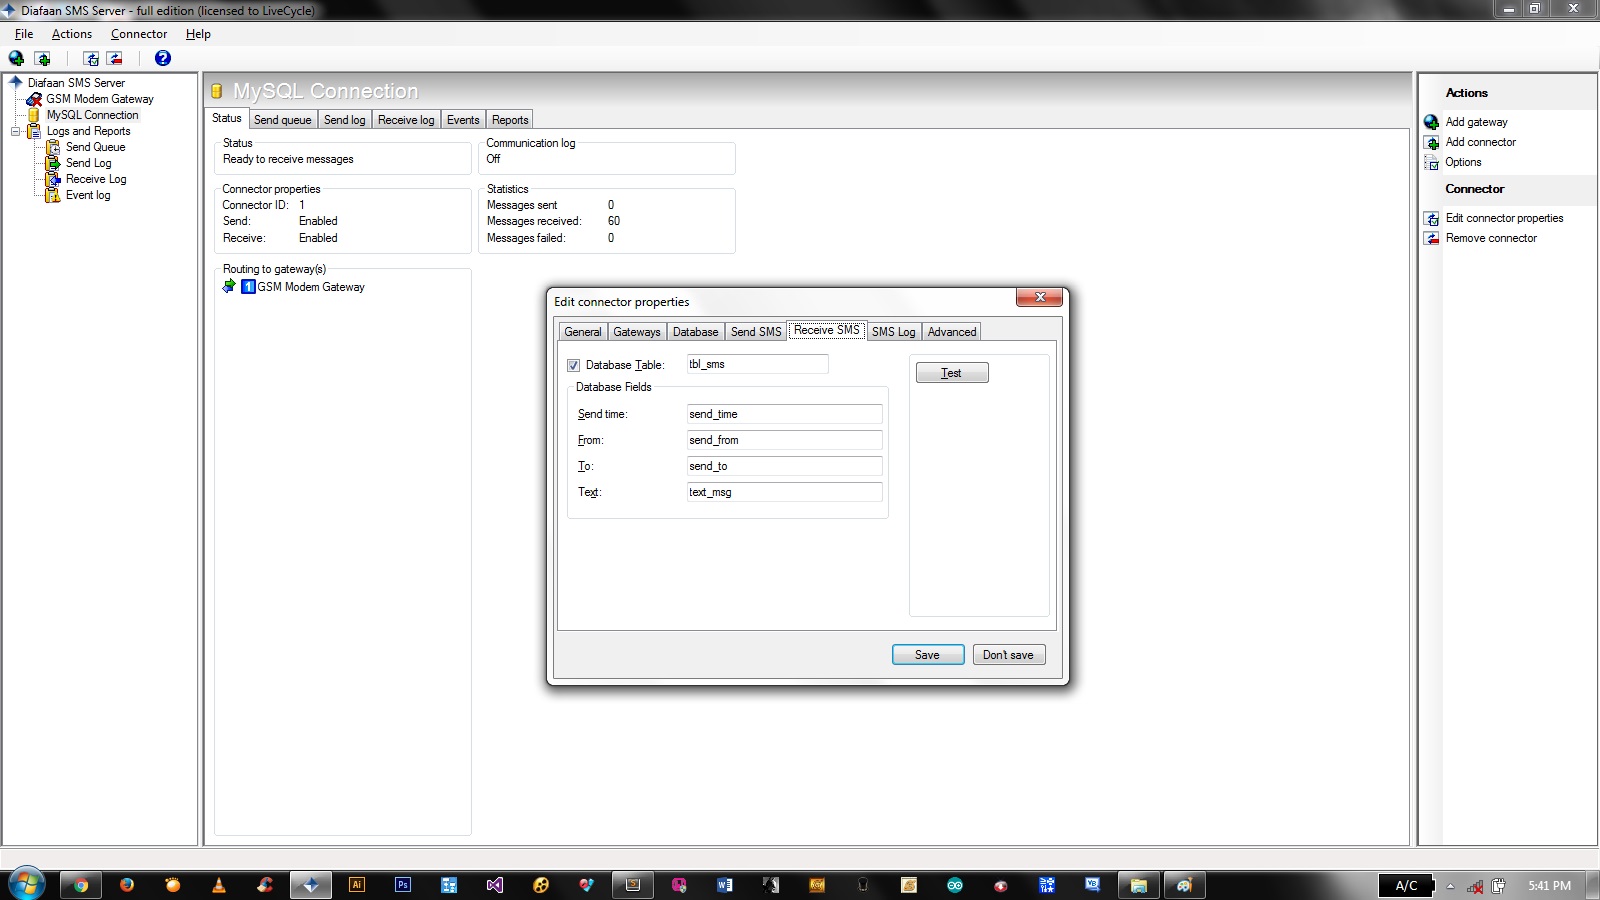 Diafaan SMS Server - full edition (licensed to LiveCycle)
File Actions Connector Help
Diafaan SMS Server
GSM Modem Gateway
MySQL Connection
Logs and Reports
Send Queue
Send Log
Receive Log
Event log
MySQL Connection
Status Send queue Send log Receive log Events Reports
Status
Ready to receive messages
Communication log
Off
Connector properties
Connector ID: 1
Send: Enabled
Receive: Enabled
Statistics
Messages sent 0
Messages received: 60
Messages failed: 0
Routing to gateway(s)
1 GSM Modem Gateway
Edit connector properties
General Gateways Database Send SMS Receive SMS SMS Log Advanced
Database Table: tbl_sms
Test
Database Fields
Send time: send_time
From: send_from
To: send_to
Text: text_msg
Save Don't save
Actions
Add gateway
Add connector
Options
Connector
Edit connector properties
Remove connector
Ai Ps W A/C 5:41 PM